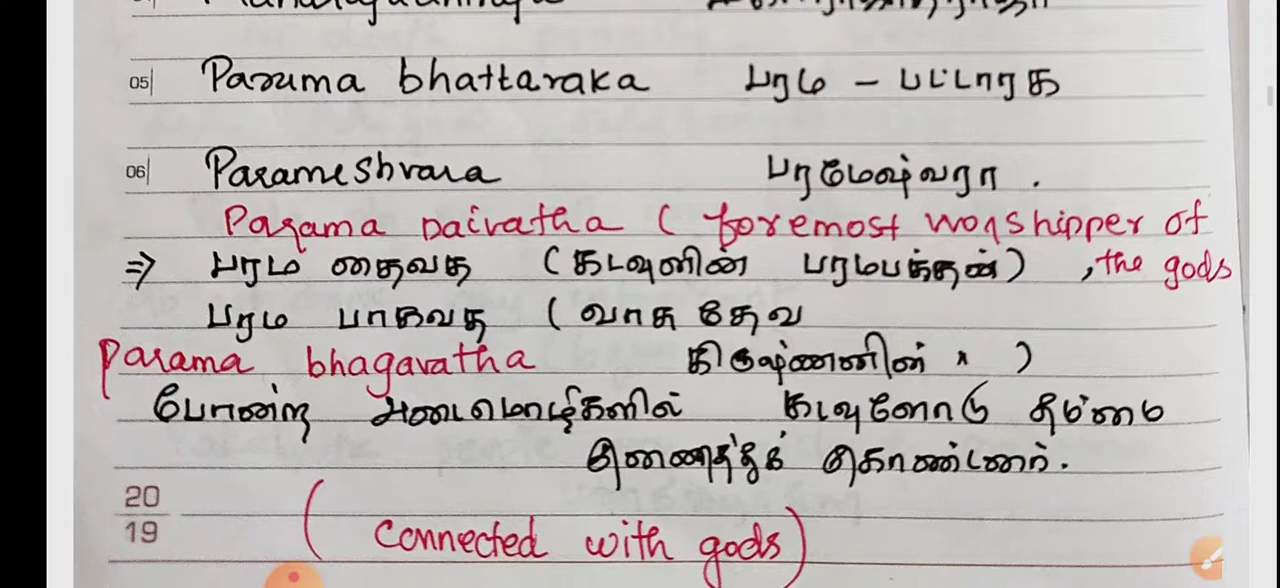 05 Paruma bhattaraka பரம - பட்டாரக
06 Parameshvara பரமேஷ்வரா .
Parama Daivatha ( foremost worshipper of
⇒ பரம தைவத (கடவுளின் பரமபக்தன்) , the gods
பரம பாகவத ( வாசு தேவ
Parama bhagavatha கிருஷ்ணனின் " )
போன்ற அடைமொழிகளில் கடவுளோடு தம்மை
இணைத்துக் கொண்டனர்.
20
19
( Connected with gods )